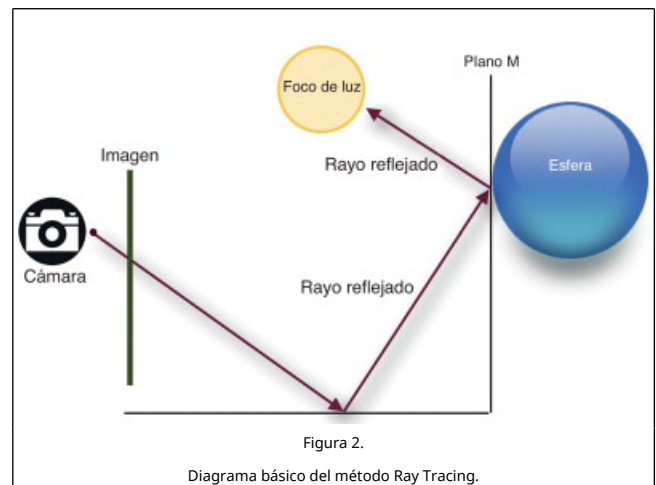 Plano M
Foco de luz
Imagen
Rayo reflejado
Esfera
Cámara
Rayo reflejado
Figura 2.
Diagrama básico del método Ray Tracing.